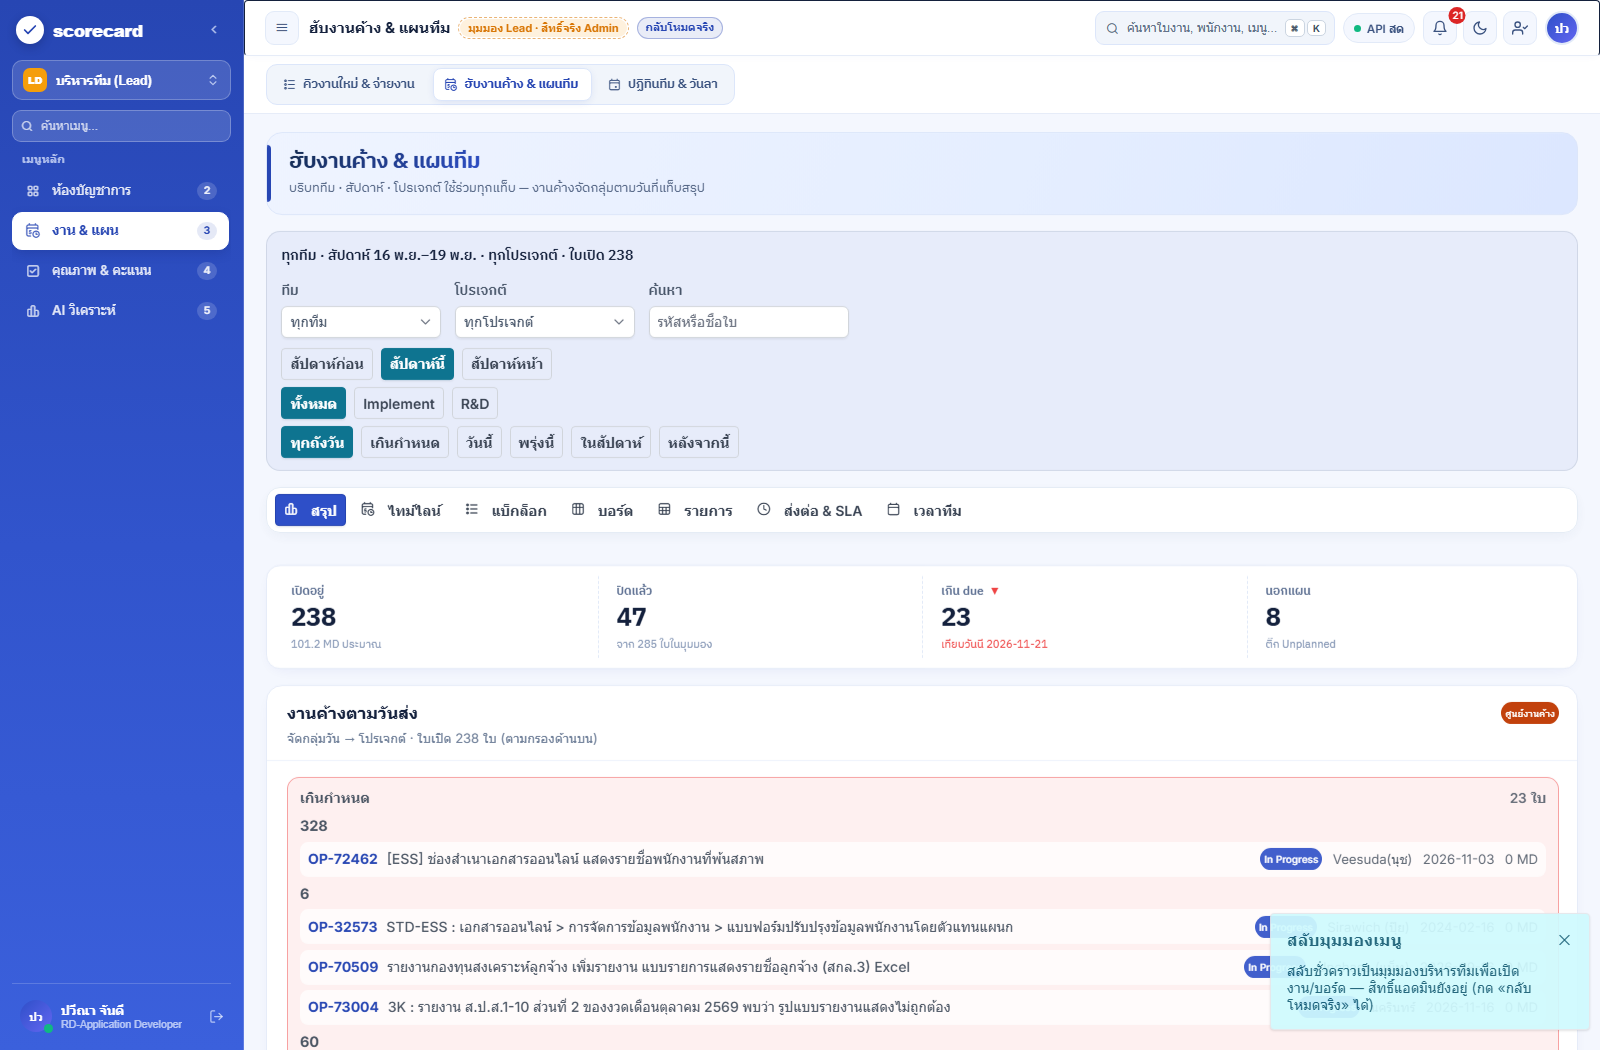 scorecard
LD บริหารทีม (Lead)
ค้นหาเมนู...
เมนูหลัก
ห้องบัญชาการ 2
งาน & แผน 3
คุณภาพ & คะแนน 4
AI วิเคราะห์ 5
ปว ปวีณา จันดี
RD-Application Developer
ฮับงานค้าง & แผนทีม มุมมอง Lead · สิทธิ์จริง Admin กลับโหมดจริง
ค้นหาใบงาน, พนักงาน, เมนู... ⌘ K API สด 21 ปว
คิวงานใหม่ & จ่ายงาน ฮับงานค้าง & แผนทีม ปฏิทินทีม & วันลา
ฮับงานค้าง & แผนทีม
บริบททีม · สัปดาห์ · โปรเจกต์ ใช้ร่วมทุกแท็บ — งานค้างจัดกลุ่มตามวันที่แท็บสรุป
ทุกทีม · สัปดาห์ 16 พ.ย.–19 พ.ย. · ทุกโปรเจกต์ · ใบเปิด 238
ทีม โปรเจกต์ ค้นหา
ทุกทีม ทุกโปรเจกต์ รหัสหรือชื่อใบ
สัปดาห์ก่อน สัปดาห์นี้ สัปดาห์หน้า
ทั้งหมด Implement R&D
ทุกถังวัน เกินกำหนด วันนี้ พรุ่งนี้ ในสัปดาห์ หลังจากนี้
สรุป ไทม์ไลน์ แบ็กล็อก บอร์ด รายการ ส่งต่อ & SLA เวลาทีม
เปิดอยู่ ปิดแล้ว เกิน due ▼ นอกแผน
238 47 23 8
101.2 MD ประมาณ จาก 285 ใบในมุมมอง เทียบวันนี้ 2026-11-21 ติ๊ก Unplanned
งานค้างตามวันส่ง ศูนย์งานค้าง
จัดกลุ่มวัน → โปรเจกต์ · ใบเปิด 238 ใบ (ตามกรองด้านบน)
เกินกำหนด 23 ใบ
328
OP-72462 [ESS] ช่องสำเนาเอกสารออนไลน์ แสดงรายชื่อพนักงานที่พ้นสภาพ In Progress Veesuda(นุช) 2026-11-03 0 MD
6
OP-32573 STD-ESS : เอกสารออนไลน์ > การจัดการข้อมูลพนักงาน > แบบฟอร์มปรับปรุงข้อมูลพนักงานโดยตัวแทนแผนก
OP-70509 รายงานกองทุนสงเคราะห์ลูกจ้าง เพิ่มรายงาน แบบรายการแสดงรายชื่อลูกจ้าง (สกล.3) Excel
OP-73004 3K : รายงาน ส.ป.ส.1-10 ส่วนที่ 2 ของงวดเดือนตุลาคม 2569 พบว่า รูปแบบรายงานแสดงไม่ถูกต้อง
60
สลับมุมมองเมนู
สลับชั่วคราวเป็นมุมมองบริหารทีมเพื่อเปิด
งาน/บอร์ด — สิทธิ์แอดมินยังอยู่ (กด «กลับ
โหมดจริง» ได้)